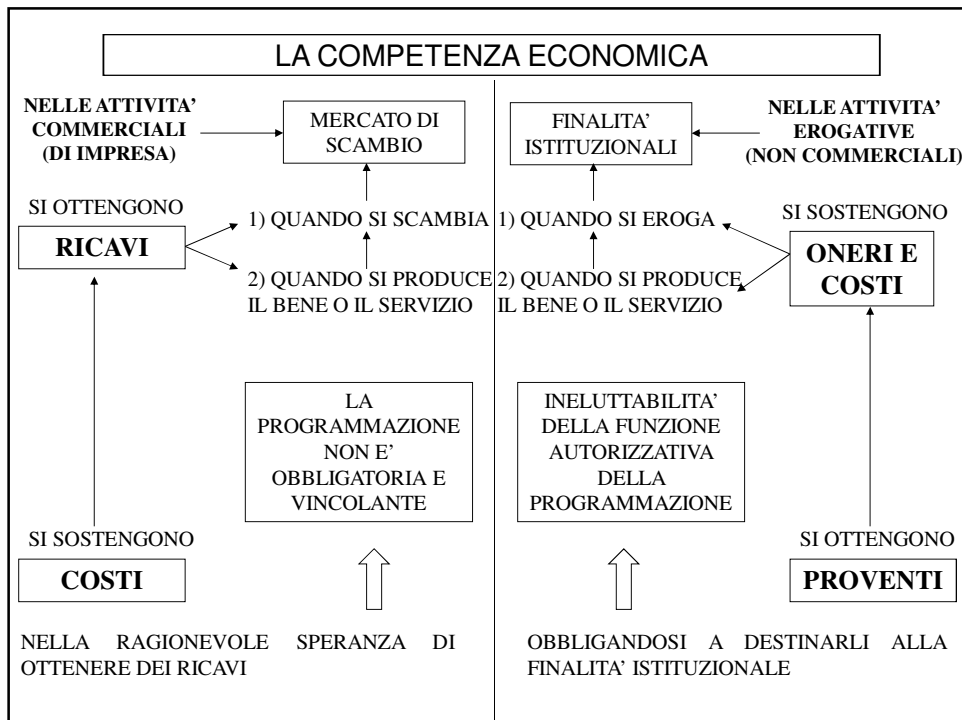 LA COMPETENZA ECONOMICA
NELLE ATTIVITA'
COMMERCIALI
(DI IMPRESA)
MERCATO DI
SCAMBIO
SI OTTENGONO
RICAVI
1) QUANDO SI SCAMBIA
2) QUANDO SI PRODUCE
IL BENE O IL SERVIZIO
LA
PROGRAMMAZIONE
NON E'
OBBLIGATORIA E
VINCOLANTE
SI SOSTENGONO
COSTI
NELLA RAGIONEVOLE SPERANZA DI
OTTENERE DEI RICAVI
FINALITA'
ISTITUZIONALI
NELLE ATTIVITA'
EROGATIVE
(NON COMMERCIALI)
1) QUANDO SI EROGA
2) QUANDO SI PRODUCE
IL BENE O IL SERVIZIO
SI SOSTENGONO
ONERI E
COSTI
INELUTTABILITA'
DELLA FUNZIONE
AUTORIZZATIVA
DELLA
PROGRAMMAZIONE
SI OTTENGONO
PROVENTI
OBBLIGANDOSI A DESTINARLI ALLA
FINALITA' ISTITUZIONALE